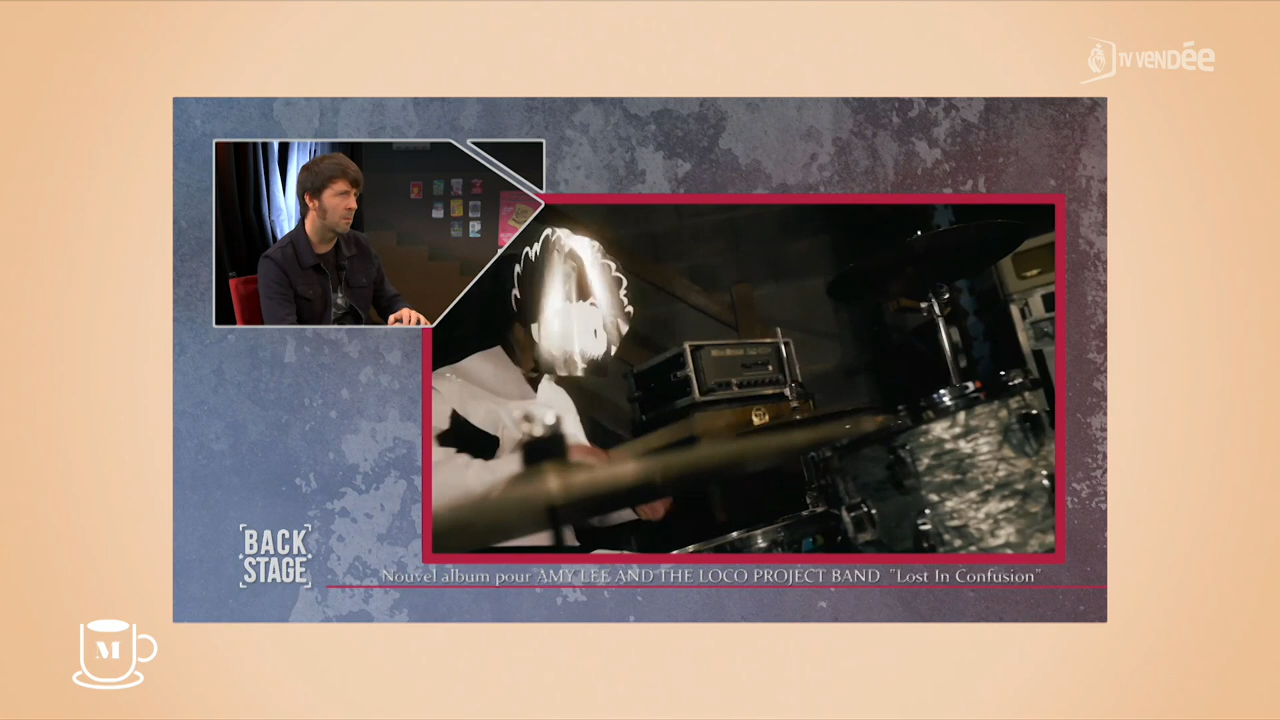 TV VENDÉE
BACK
STAGE
Nouvel album pour AMY LEE AND THE LOCO PROJECT BAND "Lost In Confusion"
M